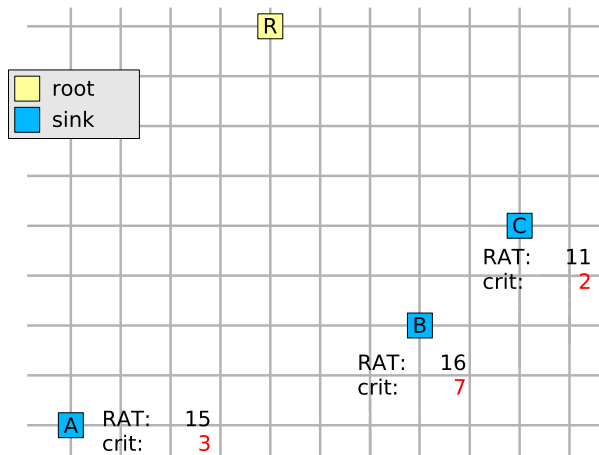 R
root
sink
C
RAT: 11
crit: 2
B
RAT: 16
crit: 7
A
RAT: 15
crit: 3